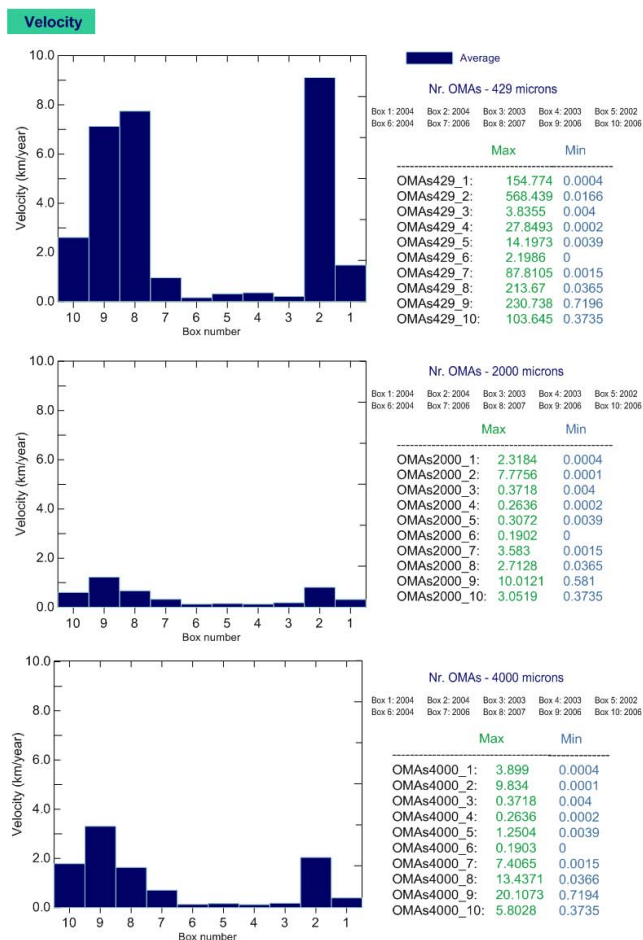 Velocity
10.0
8.0
6.0
4.0
2.0
0.0
Velocity (km/year)
10 9 8 7 6 5 4 3 2 1
Box number
Average
Nr. OMAs - 429 microns
Box 1: 2004 Box 2: 2004 Box 3: 2003 Box 4: 2003 Box 5: 2002
Box 6: 2004 Box 7: 2006 Box 8: 2007 Box 9: 2006 Box 10: 2006
Max Min
OMAs429_1: 154.774 0.0004
OMAs429_2: 568.439 0.0166
OMAs429_3: 3.8355 0.004
OMAs429_4: 27.8493 0.0002
OMAs429_5: 14.1973 0.0039
OMAs429_6: 2.1986 0
OMAs429_7: 87.8105 0.0015
OMAs429_8: 213.67 0.0365
OMAs429_9: 230.738 0.7196
OMAs429_10: 103.645 0.3735
10.0
8.0
6.0
4.0
2.0
0.0
Velocity (km/year)
10 9 8 7 6 5 4 3 2 1
Box number
Nr. OMAs - 2000 microns
Box 1: 2004 Box 2: 2004 Box 3: 2003 Box 4: 2003 Box 5: 2002
Box 6: 2004 Box 7: 2006 Box 8: 2007 Box 9: 2006 Box 10: 2006
Max Min
OMAs2000_1: 2.3184 0.0004
OMAs2000_2: 7.7756 0.0001
OMAs2000_3: 0.3718 0.004
OMAs2000_4: 0.2636 0.0002
OMAs2000_5: 0.3072 0.0039
OMAs2000_6: 0.1902 0
OMAs2000_7: 3.583 0.0015
OMAs2000_8: 2.7128 0.0365
OMAs2000_9: 10.0121 0.581
OMAs2000_10: 3.0519 0.3735
10.0
8.0
6.0
4.0
2.0
0.0
Velocity (km/year)
10 9 8 7 6 5 4 3 2 1
Box number
Nr. OMAs - 4000 microns
Box 1: 2004 Box 2: 2004 Box 3: 2003 Box 4: 2003 Box 5: 2002
Box 6: 2004 Box 7: 2006 Box 8: 2007 Box 9: 2006 Box 10: 2006
Max Min
OMAs4000_1: 3.899 0.0004
OMAs4000_2: 9.834 0.0001
OMAs4000_3: 0.3718 0.004
OMAs4000_4: 0.2636 0.0002
OMAs4000_5: 1.2504 0.0039
OMAs4000_6: 0.1903 0
OMAs4000_7: 7.4065 0.0015
OMAs4000_8: 13.4371 0.0366
OMAs4000_9: 20.1073 0.7194
OMAs4000_10: 5.8028 0.3735